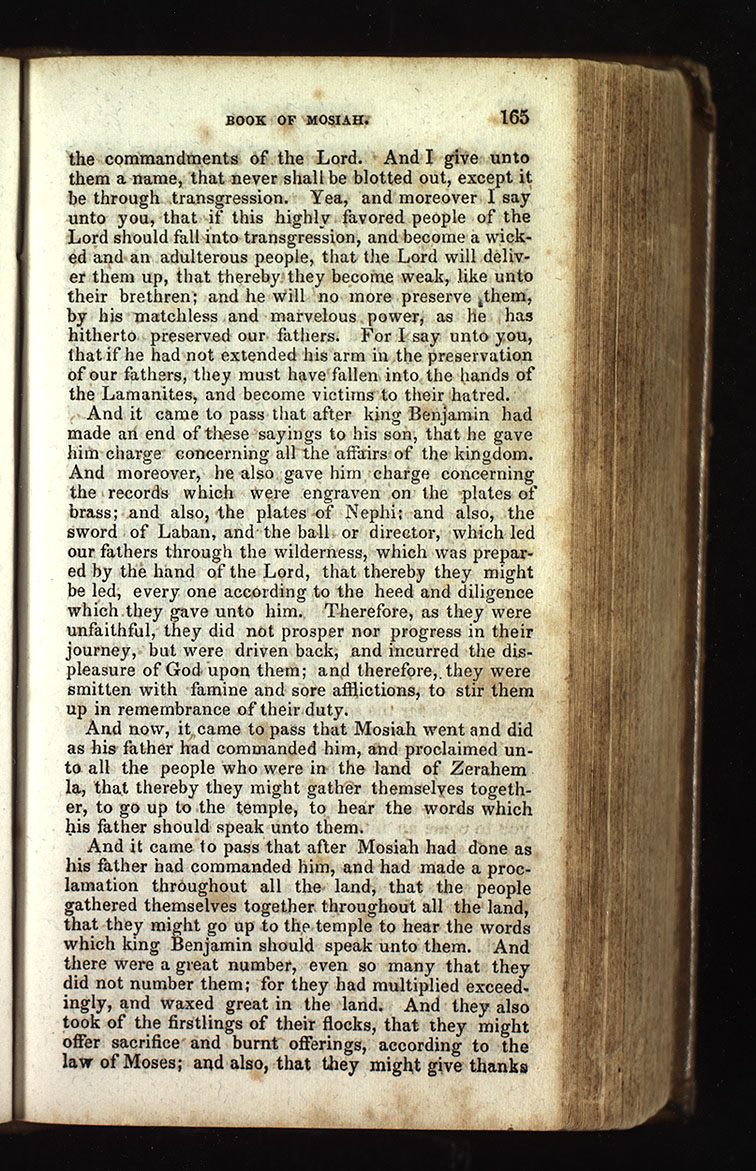 BOOK OF MOSIAH. 165
the commandments of the Lord. And I give unto
them a name, that never shall be blotted out, except it
be through transgression. Yea, and moreover I say
unto you, that if this highly favored people of the
Lord should fall into transgression, and become a wick-
ed and an adulterous people, that the Lord will deliv-
er them up, that thereby they become weak, like unto
their brethren; and he will no more preserve them,
by his matchless and marvelous power, as he has
hitherto preserved our fathers. For I say unto you,
that if he had not extended his arm in the preservation
of our fathers, they must have fallen into the hands of
the Lamanites, and become victims to their hatred.
And it came to pass that after king Benjamin had
made an end of these sayings to his son, that he gave
him charge concerning all the affairs of the kingdom.
And moreover, he also gave him charge concerning
the records which were engraven on the plates of
brass; and also, the plates of Nephi; and also, the
sword of Laban, and the ball or director, which led
our fathers through the wilderness, which was prepar-
ed by the hand of the Lord, that thereby they might
be led, every one according to the heed and diligence
which they gave unto him. Therefore, as they were
unfaithful, they did not prosper nor progress in their
journey, but were driven back, and incurred the dis-
pleasure of God upon them; and therefore, they were
smitten with famine and sore afflictions, to stir them
up in remembrance of their duty.
And now, it came to pass that Mosiah went and did
as his father had commanded him, and proclaimed un-
to all the people who were in the land of Zerahem
la, that thereby they might gather themselves togeth-
er, to go up to the temple, to hear the words which
his father should speak unto them.
And it came to pass that after Mosiah had done as
his father had commanded him, and had made a proc-
lamation throughout all the land, that the people
gathered themselves together throughout all the land,
that they might go up to the temple to hear the words
which king Benjamin should speak unto them. And
there were a great number, even so many that they
did not number them; for they had multiplied exceed-
ingly, and waxed great in the land. And they also
took of the firstlings of their flocks, that they might
offer sacrifice and burnt offerings, according to the
law of Moses; and also, that they might give thanks